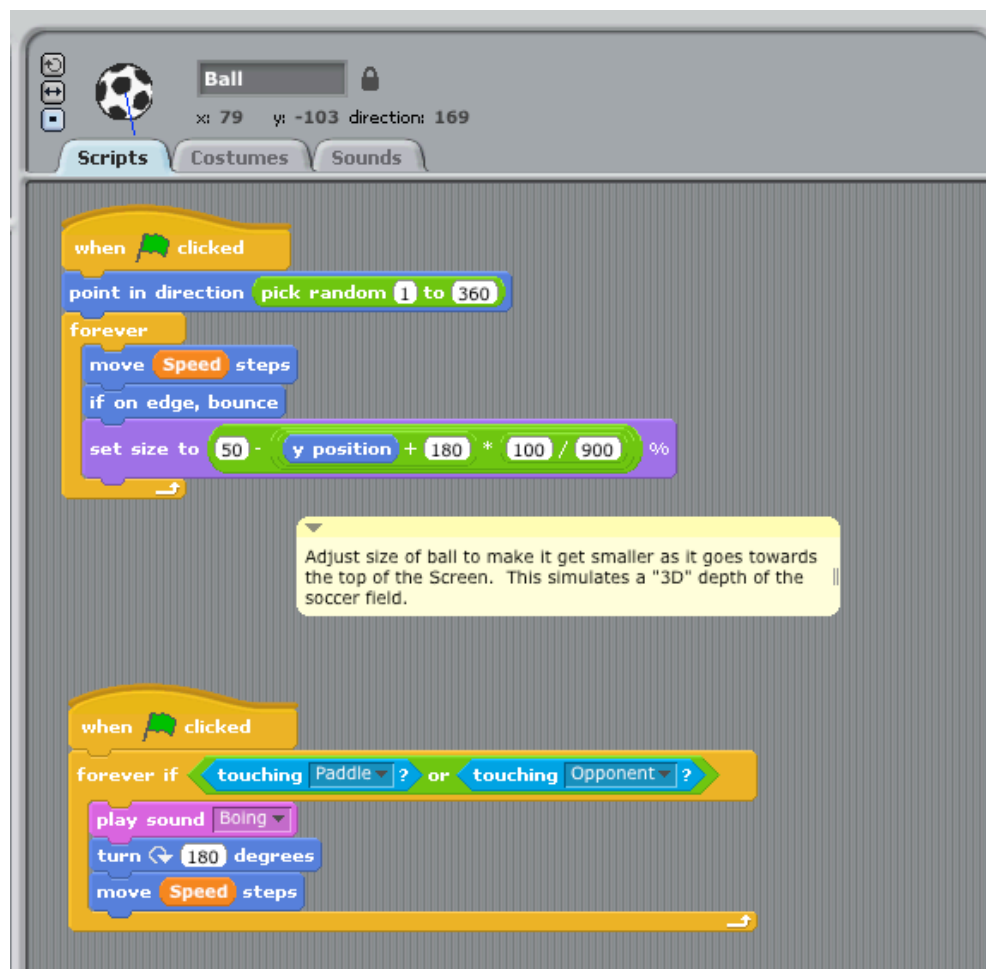 Ball
x: 79 y: -103 direction: 169
Scripts Costumes Sounds
when clicked
point in direction pick random 1 to 360
forever
move Speed steps
if on edge, bounce
set size to 50 - y position + 180 * 100 / 900 %
Adjust size of ball to make it get smaller as it goes towards
the top of the Screen. This simulates a "3D" depth of the
soccer field.
when clicked
forever if touching Paddle ? or touching Opponent ?
play sound Boing
turn 180 degrees
move Speed steps